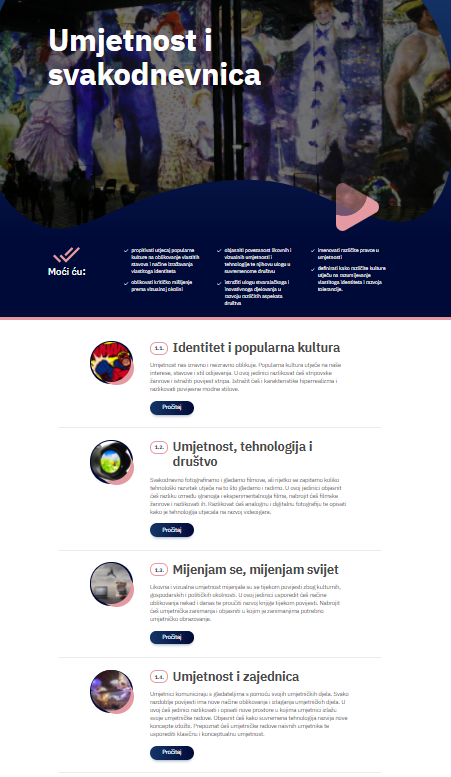 Umjetnost i
svakodnevnica
Moći ću:
propitivati utjecaj popularne
kulture na oblikovanje vlastitih
stavova i načine izražavanja
vlastitoga identiteta
oblikovati kritičko mišljenje
prema vizualnoj okolini
objasniti povezanost likovnih i
vizualnih umjetnosti i
tehnologije te njihovu ulogu u
suvremenome društvu
istražiti ulogu stvaralačkoga i
inovativnoga djelovanja u
razvoju različitih aspekata
društva
imenovati različite pravce u
umjetnosti
definirati kako različite kulture
utječu na razumijevanje
vlastitoga identiteta i razvoja
tolerancije.
1.1. Identitet i popularna kultura
Umjetnost nas izravno i neizravno oblikuje. Popularna kultura utječe na naše
interese, stavove i stil odijevanja. U ovoj jedinici razlikovat ćeš stripovske
žanrove i istražiti povijest stripa. Istražit ćeš i karakteristike hiperrealizma i
razlikovati povijesne modne stilove.
Pročitaj
1.2. Umjetnost, tehnologija i
društvo
Svakodnevno fotografiramo i gledamo filmove, ali rijetko se zapitamo koliko
tehnološki razvitak utječe na to što gledamo i radimo. U ovoj jedinici objasnit
ćeš razliku između igranoga i eksperimentalnoga filma, nabrojit ćeš filmske
žanrove i razlikovati ih. Razlikovat ćeš analognu i digitalnu fotografiju te opisati
kako je tehnologija utjecala na razvoj videoigara.
Pročitaj
1.3. Mijenjam se, mijenjam svijet
Likovna i vizualna umjetnost mijenjale su se tijekom povijesti zbog kulturnih,
gospodarskih i političkih okolnosti. U ovoj jedinici usporedit ćeš načine
oblikovanja nekad i danas te proučiti razvoj knjige tijekom povijesti. Nabrojit
ćeš umjetnička zanimanja i objasniti u kojim je zanimanjima potrebno
umjetničko obrazovanje.
Pročitaj
1.4. Umjetnost i zajednica
Umjetnici komuniciraju s gledateljima s pomoću svojih umjetničkih djela. Svako
razdoblje povijesti ima nove načine oblikovanja i izlaganja umjetničkih djela. U
ovoj ćeš jedinici razlikovati i opisati nove prostore u kojima umjetnici izlažu
svoje umjetničke radove. Objasnit ćeš kako suvremena tehnologija razvija nove
koncepte izložbi. Prepoznat ćeš umjetničke radove nasmih umjetnika te
usporediti klasičnu i konceptualnu umjetnost.
Pročitaj